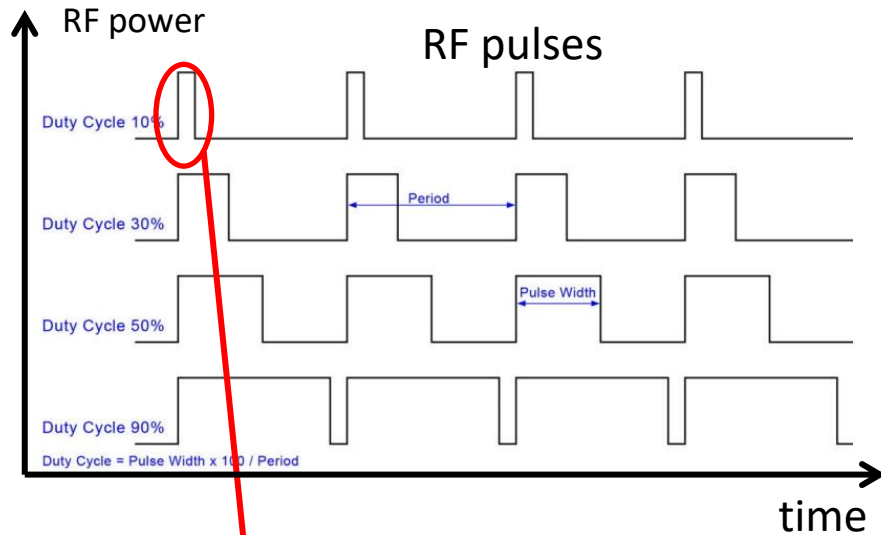 RF power
RF pulses
Duty Cycle 10%
Duty Cycle 30%
Period
Duty Cycle 50%
Pulse Width
Duty Cycle 90%
Duty Cycle = Pulse Width x 100 / Period
time